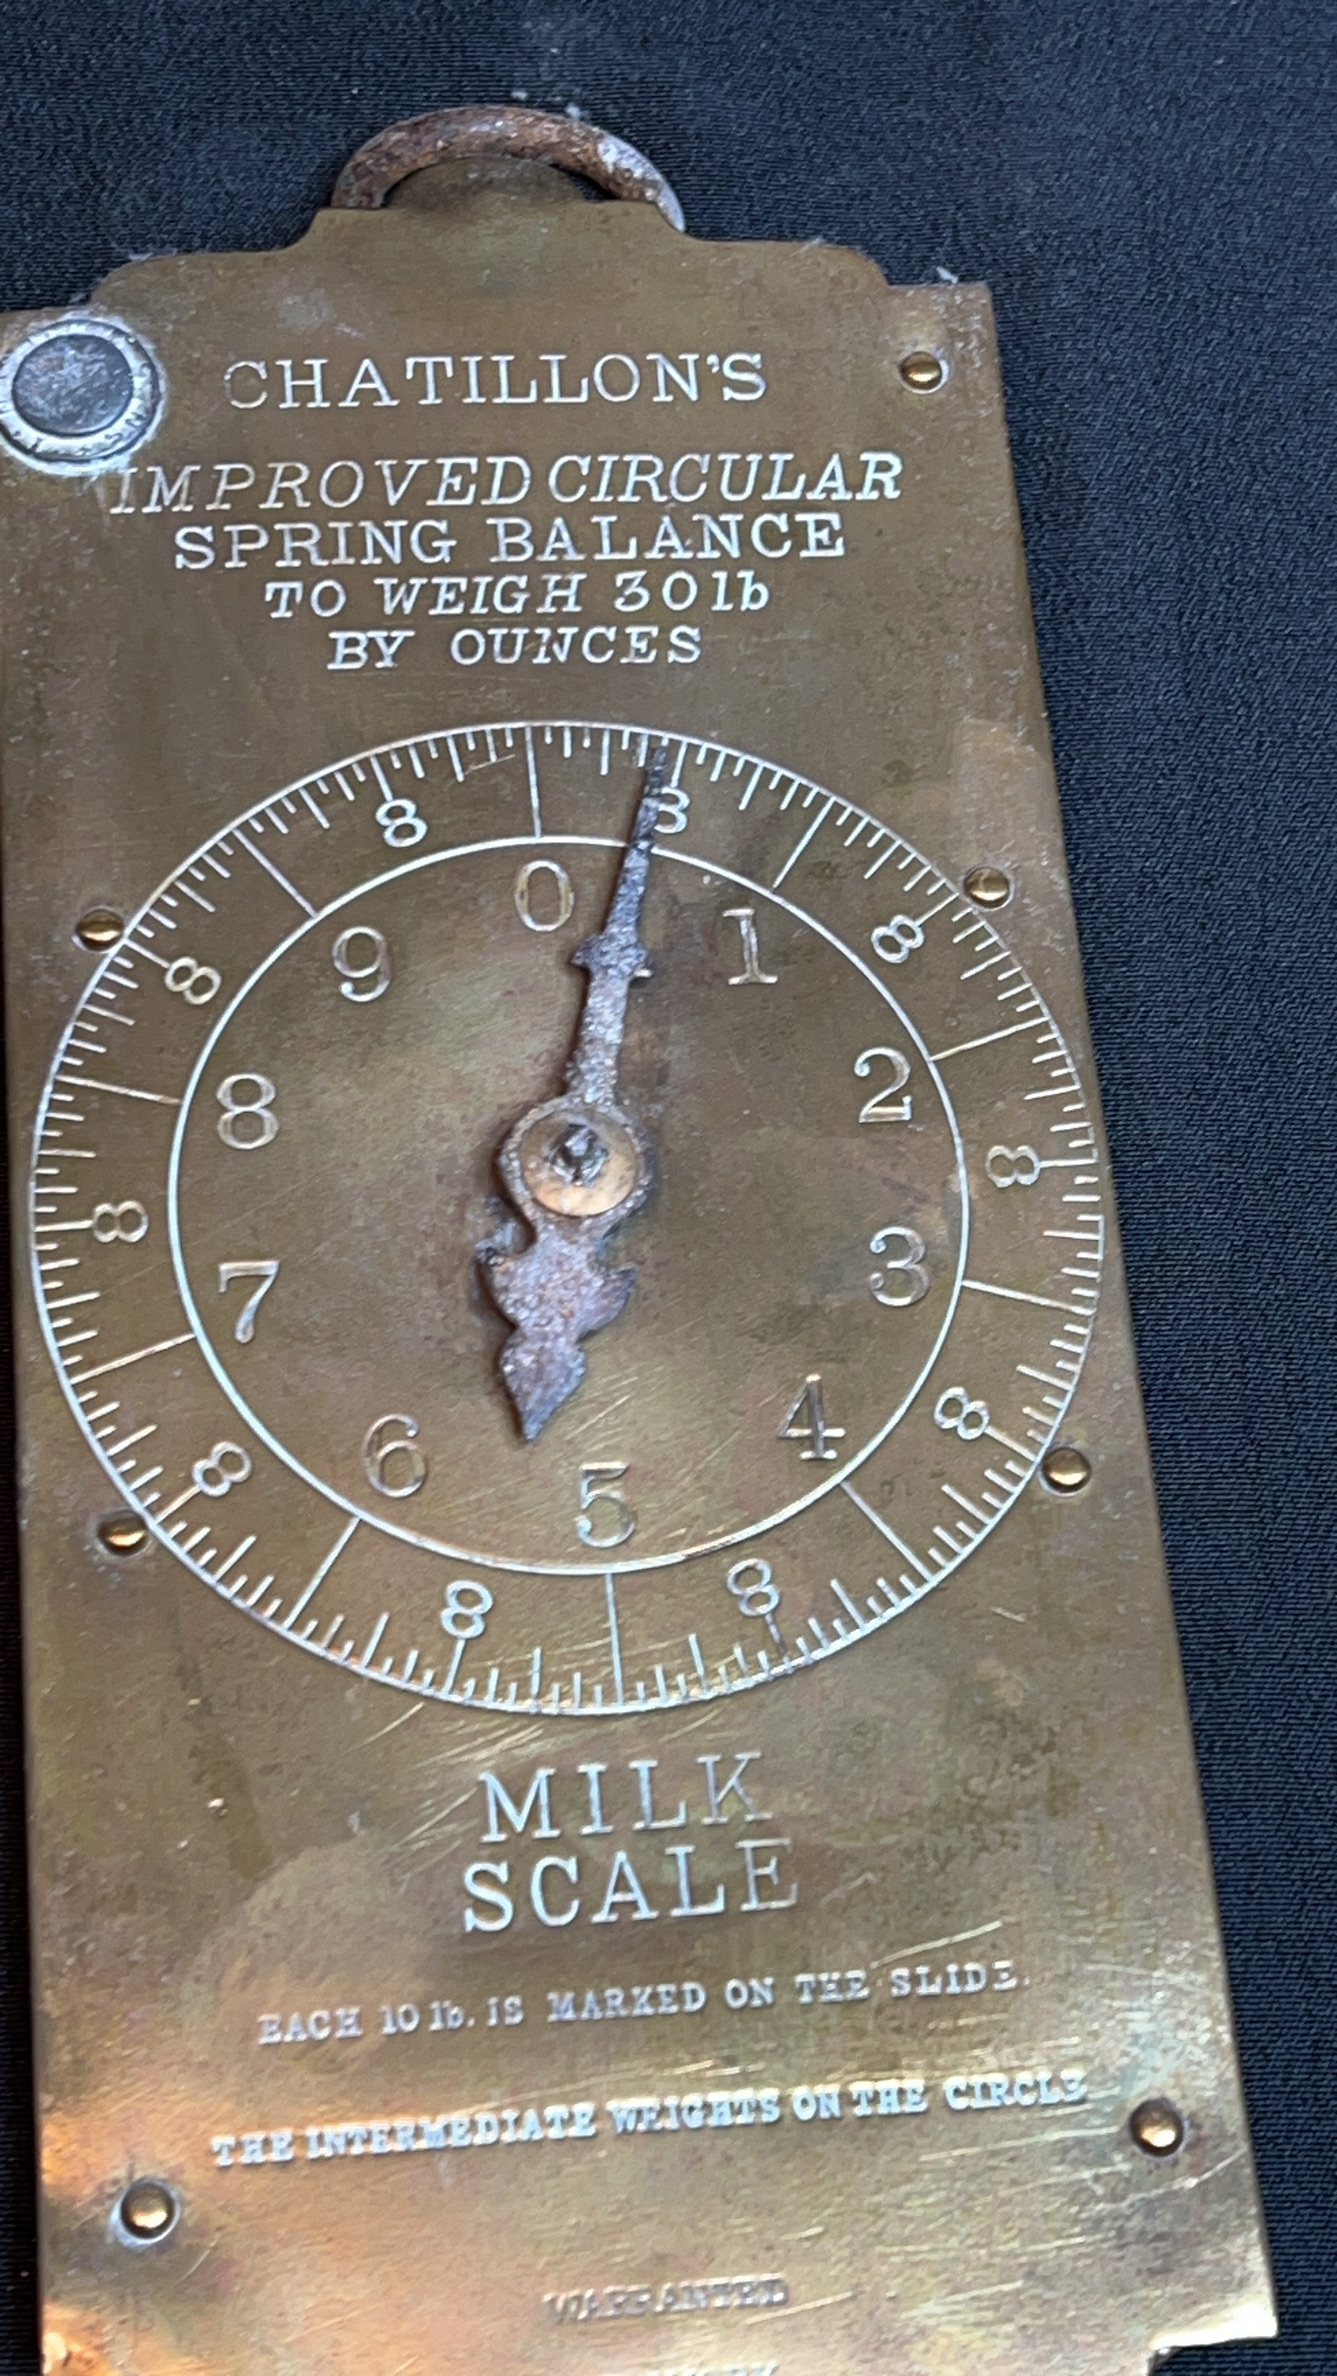 CHATILLON'S
IMPROVED CIRCULAR
SPRING BALANCE
TO WEIGH 30 lb
BY OUNCES
8 8
0
9 1
8 8
8 2
8 8
7 3
8 8
6 4
5
8 8
MILK
SCALE
EACH 10 lb. IS MARKED ON THE SLIDE.
THE INTERMEDIATE WEIGHTS ON THE CIRCLE
WARRANTED